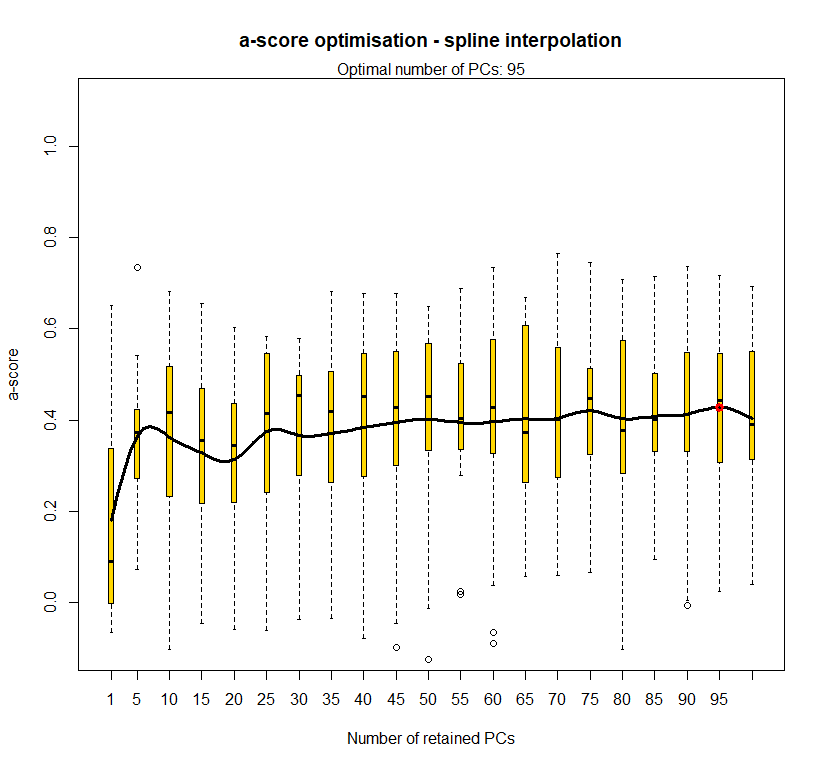 a-score optimisation - spline interpolation
Optimal number of PCs: 95
a-score
1.0
0.8
0.6
0.4
0.2
0.0
1 5 10 15 20 25 30 35 40 45 50 55 60 65 70 75 80 85 90 95
Number of retained PCs